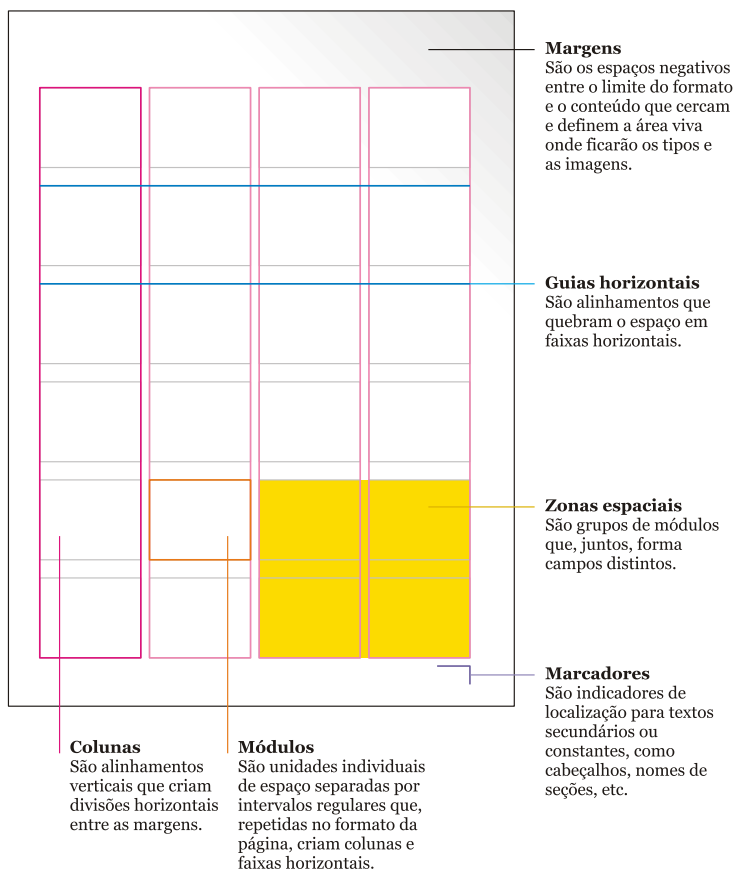 Margens
São os espaços negativos
entre o limite do formato
e o conteúdo que cercam
e definem a área viva
onde ficarão os tipos e
as imagens.
Guias horizontais
São alinhamentos que
quebram o espaço em
faixas horizontais.
Zonas espaciais
São grupos de módulos
que, juntos, forma
campos distintos.
Marcadores
São indicadores de
localização para textos
secundários ou
constantes, como
cabeçalhos, nomes de
seções, etc.
Colunas
São alinhamentos
verticais que criam
divisões horizontais
entre as margens.
Módulos
São unidades individuais
de espaço separadas por
intervalos regulares que,
repetidas no formato da
página, criam colunas e
faixas horizontais.